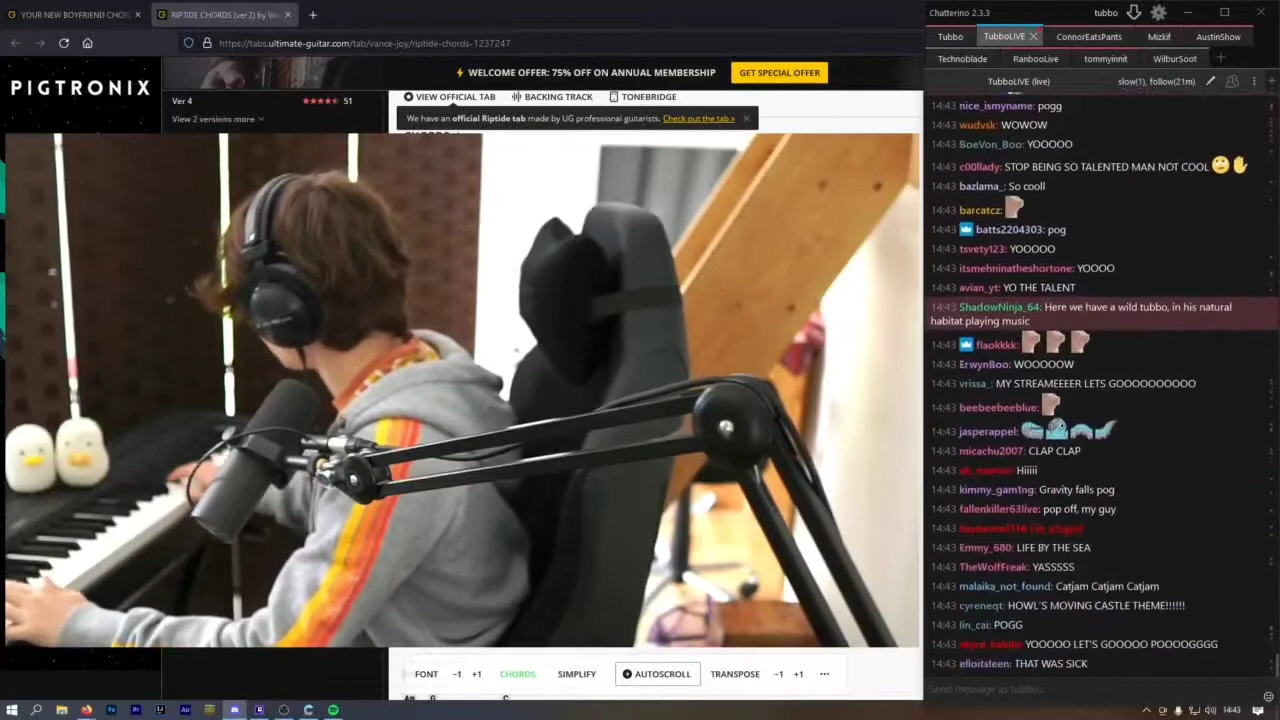 YOUR NEW BOYFRIEND CHO
RIPTIDE CHORDS (ver 2) by Van
https://tabs.ultimate-guitar.com/tab/vance-joy/riptide-chords-1237247
PIGTRONIX
WELCOME OFFER: 75% OFF ON ANNUAL MEMBERSHIP
GET SPECIAL OFFER
Ver 4
51
View 2 versions more
VIEW OFFICIAL TAB
BACKING TRACK
TONEBRIDGE
We have an official Riptide tab made by UG professional guitarists. Check out the tab »
FONT −1 +1
CHORDS
SIMPLIFY
AUTOSCROLL
TRANSPOSE −1 +1
Am G C
Chatterino 2.3.3
tubbo
Tubbo
TubboLIVE
ConnorEatsPants
Mizkif
AustinShow
Technoblade
RanbooLive
tommyinnit
WilburSoot
TubboLIVE (live)
slow(1), follow(21m)
14:43 nice_ismyname: pogg
14:43 wudvsk: WOWOW
14:43 BoeVon_Boo: YOOOOO
14:43 c00llady: STOP BEING SO TALENTED MAN NOT COOL
14:43 bazlama_: So cooll
14:43 barcatcz:
14:43 batts2204303: pog
14:43 tsvety123: YOOOOO
14:43 itsmehninatheshortone: YOOOO
14:43 avian_yt: YO THE TALENT
14:43 ShadowNinja_64: Here we have a wild tubbo, in his natural
habitat playing music
14:43 flaokkkk:
14:43 ErwynBoo: WOOOOOW
14:43 vrissa_: MY STREAMEEEER LETS GOOOOOOOOOO
14:43 beebeebeeblue:
14:43 jasperappel:
14:43 micachu2007: CLAP CLAP
14:43 Hiiiii
14:43 kimmy_gam1ng: Gravity falls pog
14:43 fallenkiller63live: pop off, my guy
14:43
14:43 Emmy_680: LIFE BY THE SEA
14:43 TheWolfFreak: YASSSSS
14:43 malaika_not_found: Catjam Catjam Catjam
14:43 cyreneqt: HOWL'S MOVING CASTLE THEME!!!!!!
14:43 lin_cai: POGG
14:43 YOOOOO LET'S GOOOOO POOOOGGGG
14:43 elloitsleen: THAT WAS SICK
Send message as tubbo...
14:43